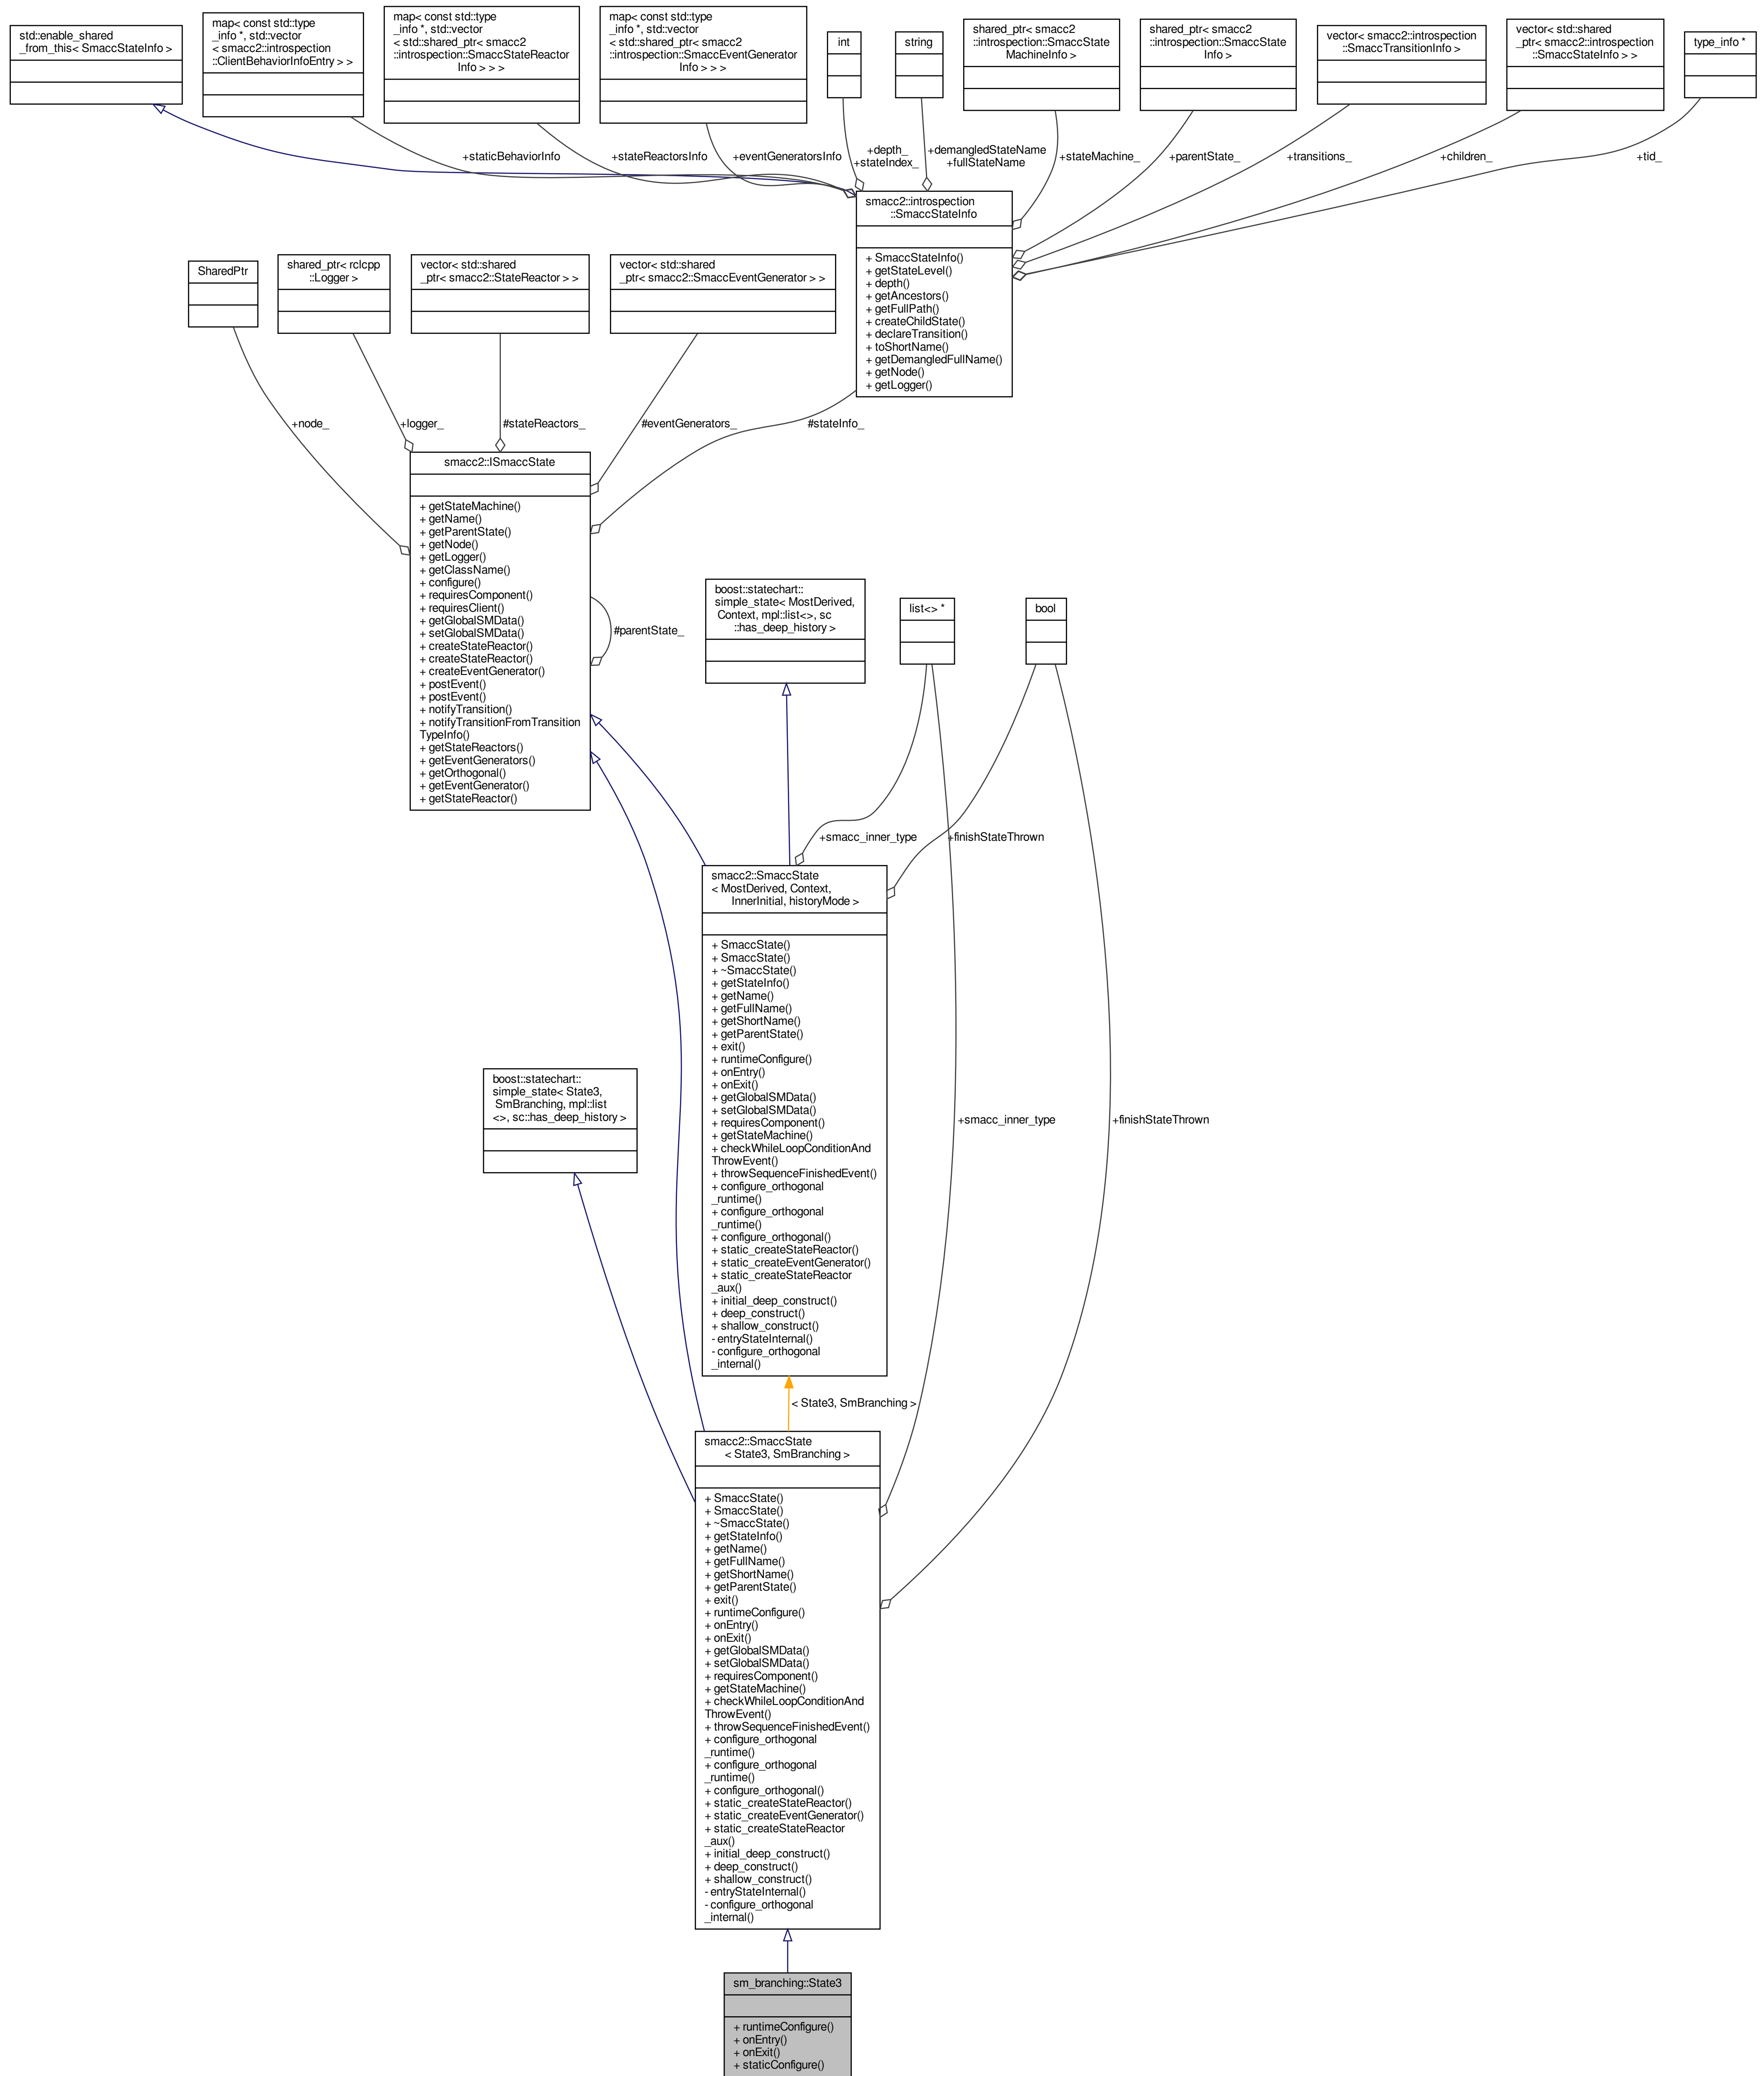 std::enable_shared
_from_this< SmaccStateInfo >
map< const std::type
_info *, std::vector
< smacc2::introspection
::ClientBehaviorInfoEntry > >
map< const std::type
_info *, std::vector
< std::shared_ptr< smacc2
::introspection::SmaccStateReactor
Info > > >
map< const std::type
_info *, std::vector
< std::shared_ptr< smacc2
::introspection::SmaccEventGenerator
Info > > >
int
string
shared_ptr< smacc2
::introspection::SmaccState
MachineInfo >
shared_ptr< smacc2
::introspection::SmaccState
Info >
vector< smacc2::introspection
::SmaccTransitionInfo >
vector< std::shared
_ptr< smacc2::introspection
::SmaccStateInfo > >
type_info *
+staticBehaviorInfo
+stateReactorsInfo
+eventGeneratorsInfo
+depth_
+stateIndex_
+demangledStateName
+fullStateName
+stateMachine_
+parentState_
+transitions_
+children_
+tid_
smacc2::introspection
::SmaccStateInfo
+ SmaccStateInfo()
+ getStateLevel()
+ depth()
+ getAncestors()
+ getFullPath()
+ createChildState()
+ declareTransition()
+ toShortName()
+ getDemangledFullName()
+ getNode()
+ getLogger()
SharedPtr
shared_ptr< rclcpp
::Logger >
vector< std::shared
_ptr< smacc2::StateReactor > >
vector< std::shared
_ptr< smacc2::SmaccEventGenerator > >
+node_
+logger_
#stateReactors_
#eventGenerators_
#stateInfo_
smacc2::ISmaccState
+ getStateMachine()
+ getName()
+ getParentState()
+ getNode()
+ getLogger()
+ getClassName()
+ configure()
+ requiresComponent()
+ requiresClient()
+ getGlobalSMData()
+ setGlobalSMData()
+ createStateReactor()
+ createStateReactor()
+ createEventGenerator()
+ postEvent()
+ postEvent()
+ notifyTransition()
+ notifyTransitionFromTransition
TypeInfo()
+ getStateReactors()
+ getEventGenerators()
+ getOrthogonal()
+ getEventGenerator()
+ getStateReactor()
#parentState_
boost::statechart::
simple_state< MostDerived,
Context, mpl::list<>, sc
::has_deep_history >
list<> *
bool
+smacc_inner_type
+finishStateThrown
smacc2::SmaccState
< MostDerived, Context,
InnerInitial, historyMode >
+ SmaccState()
+ SmaccState()
+ ~SmaccState()
+ getStateInfo()
+ getName()
+ getFullName()
+ getShortName()
+ getParentState()
+ exit()
+ runtimeConfigure()
+ onEntry()
+ onExit()
+ getGlobalSMData()
+ setGlobalSMData()
+ requiresComponent()
+ getStateMachine()
+ checkWhileLoopConditionAnd
ThrowEvent()
+ throwSequenceFinishedEvent()
+ configure_orthogonal
_runtime()
+ configure_orthogonal
_runtime()
+ configure_orthogonal()
+ static_createStateReactor()
+ static_createEventGenerator()
+ static_createStateReactor
_aux()
+ initial_deep_construct()
+ deep_construct()
+ shallow_construct()
- entryStateInternal()
- configure_orthogonal
_internal()
boost::statechart::
simple_state< State3,
SmBranching, mpl::list
<>, sc::has_deep_history >
+smacc_inner_type
+finishStateThrown
< State3, SmBranching >
smacc2::SmaccState
< State3, SmBranching >
+ SmaccState()
+ SmaccState()
+ ~SmaccState()
+ getStateInfo()
+ getName()
+ getFullName()
+ getShortName()
+ getParentState()
+ exit()
+ runtimeConfigure()
+ onEntry()
+ onExit()
+ getGlobalSMData()
+ setGlobalSMData()
+ requiresComponent()
+ getStateMachine()
+ checkWhileLoopConditionAnd
ThrowEvent()
+ throwSequenceFinishedEvent()
+ configure_orthogonal
_runtime()
+ configure_orthogonal
_runtime()
+ configure_orthogonal()
+ static_createStateReactor()
+ static_createEventGenerator()
+ static_createStateReactor
_aux()
+ initial_deep_construct()
+ deep_construct()
+ shallow_construct()
- entryStateInternal()
- configure_orthogonal
_internal()
sm_branching::State3
+ runtimeConfigure()
+ onEntry()
+ onExit()
+ staticConfigure()